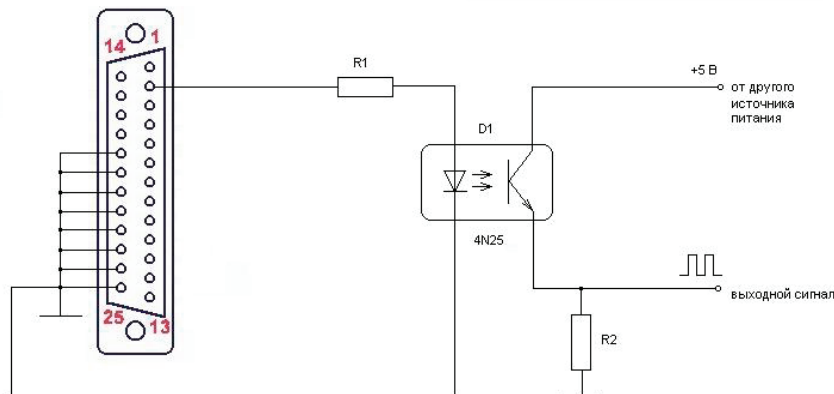 14 1
R1
+5 В
от другого
источника
питания
D1
4N25
выходной сигнал
25 13
R2